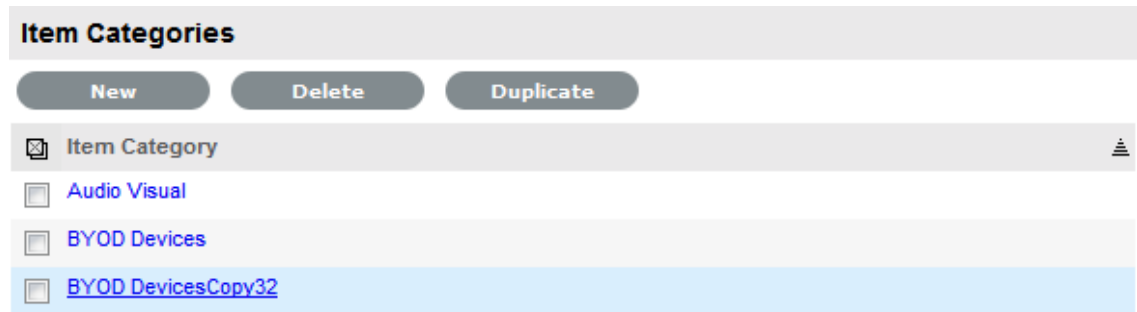 Item Categories
New Delete Duplicate
Item Category
Audio Visual
BYOD Devices
BYOD DevicesCopy32